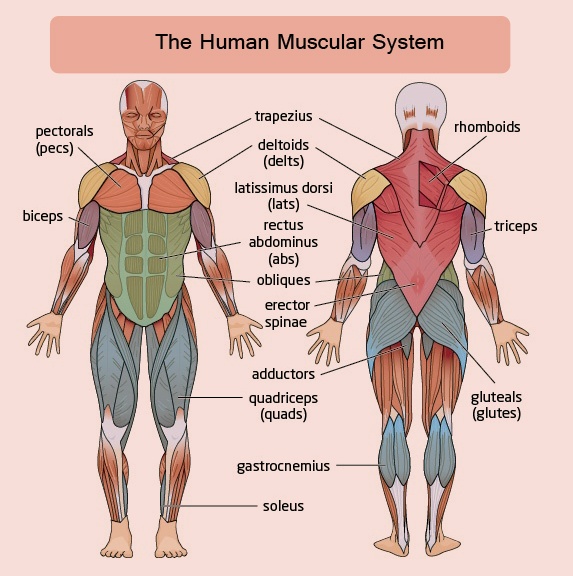 The Human Muscular System
trapezius
pectorals
(pecs)
rhomboids
deltoids
(delts)
latissimus dorsi
(lats)
biceps
rectus
abdominus
(abs)
triceps
obliques
erector
spinae
adductors
quadriceps
(quads)
gluteals
(glutes)
gastrocnemius
soleus